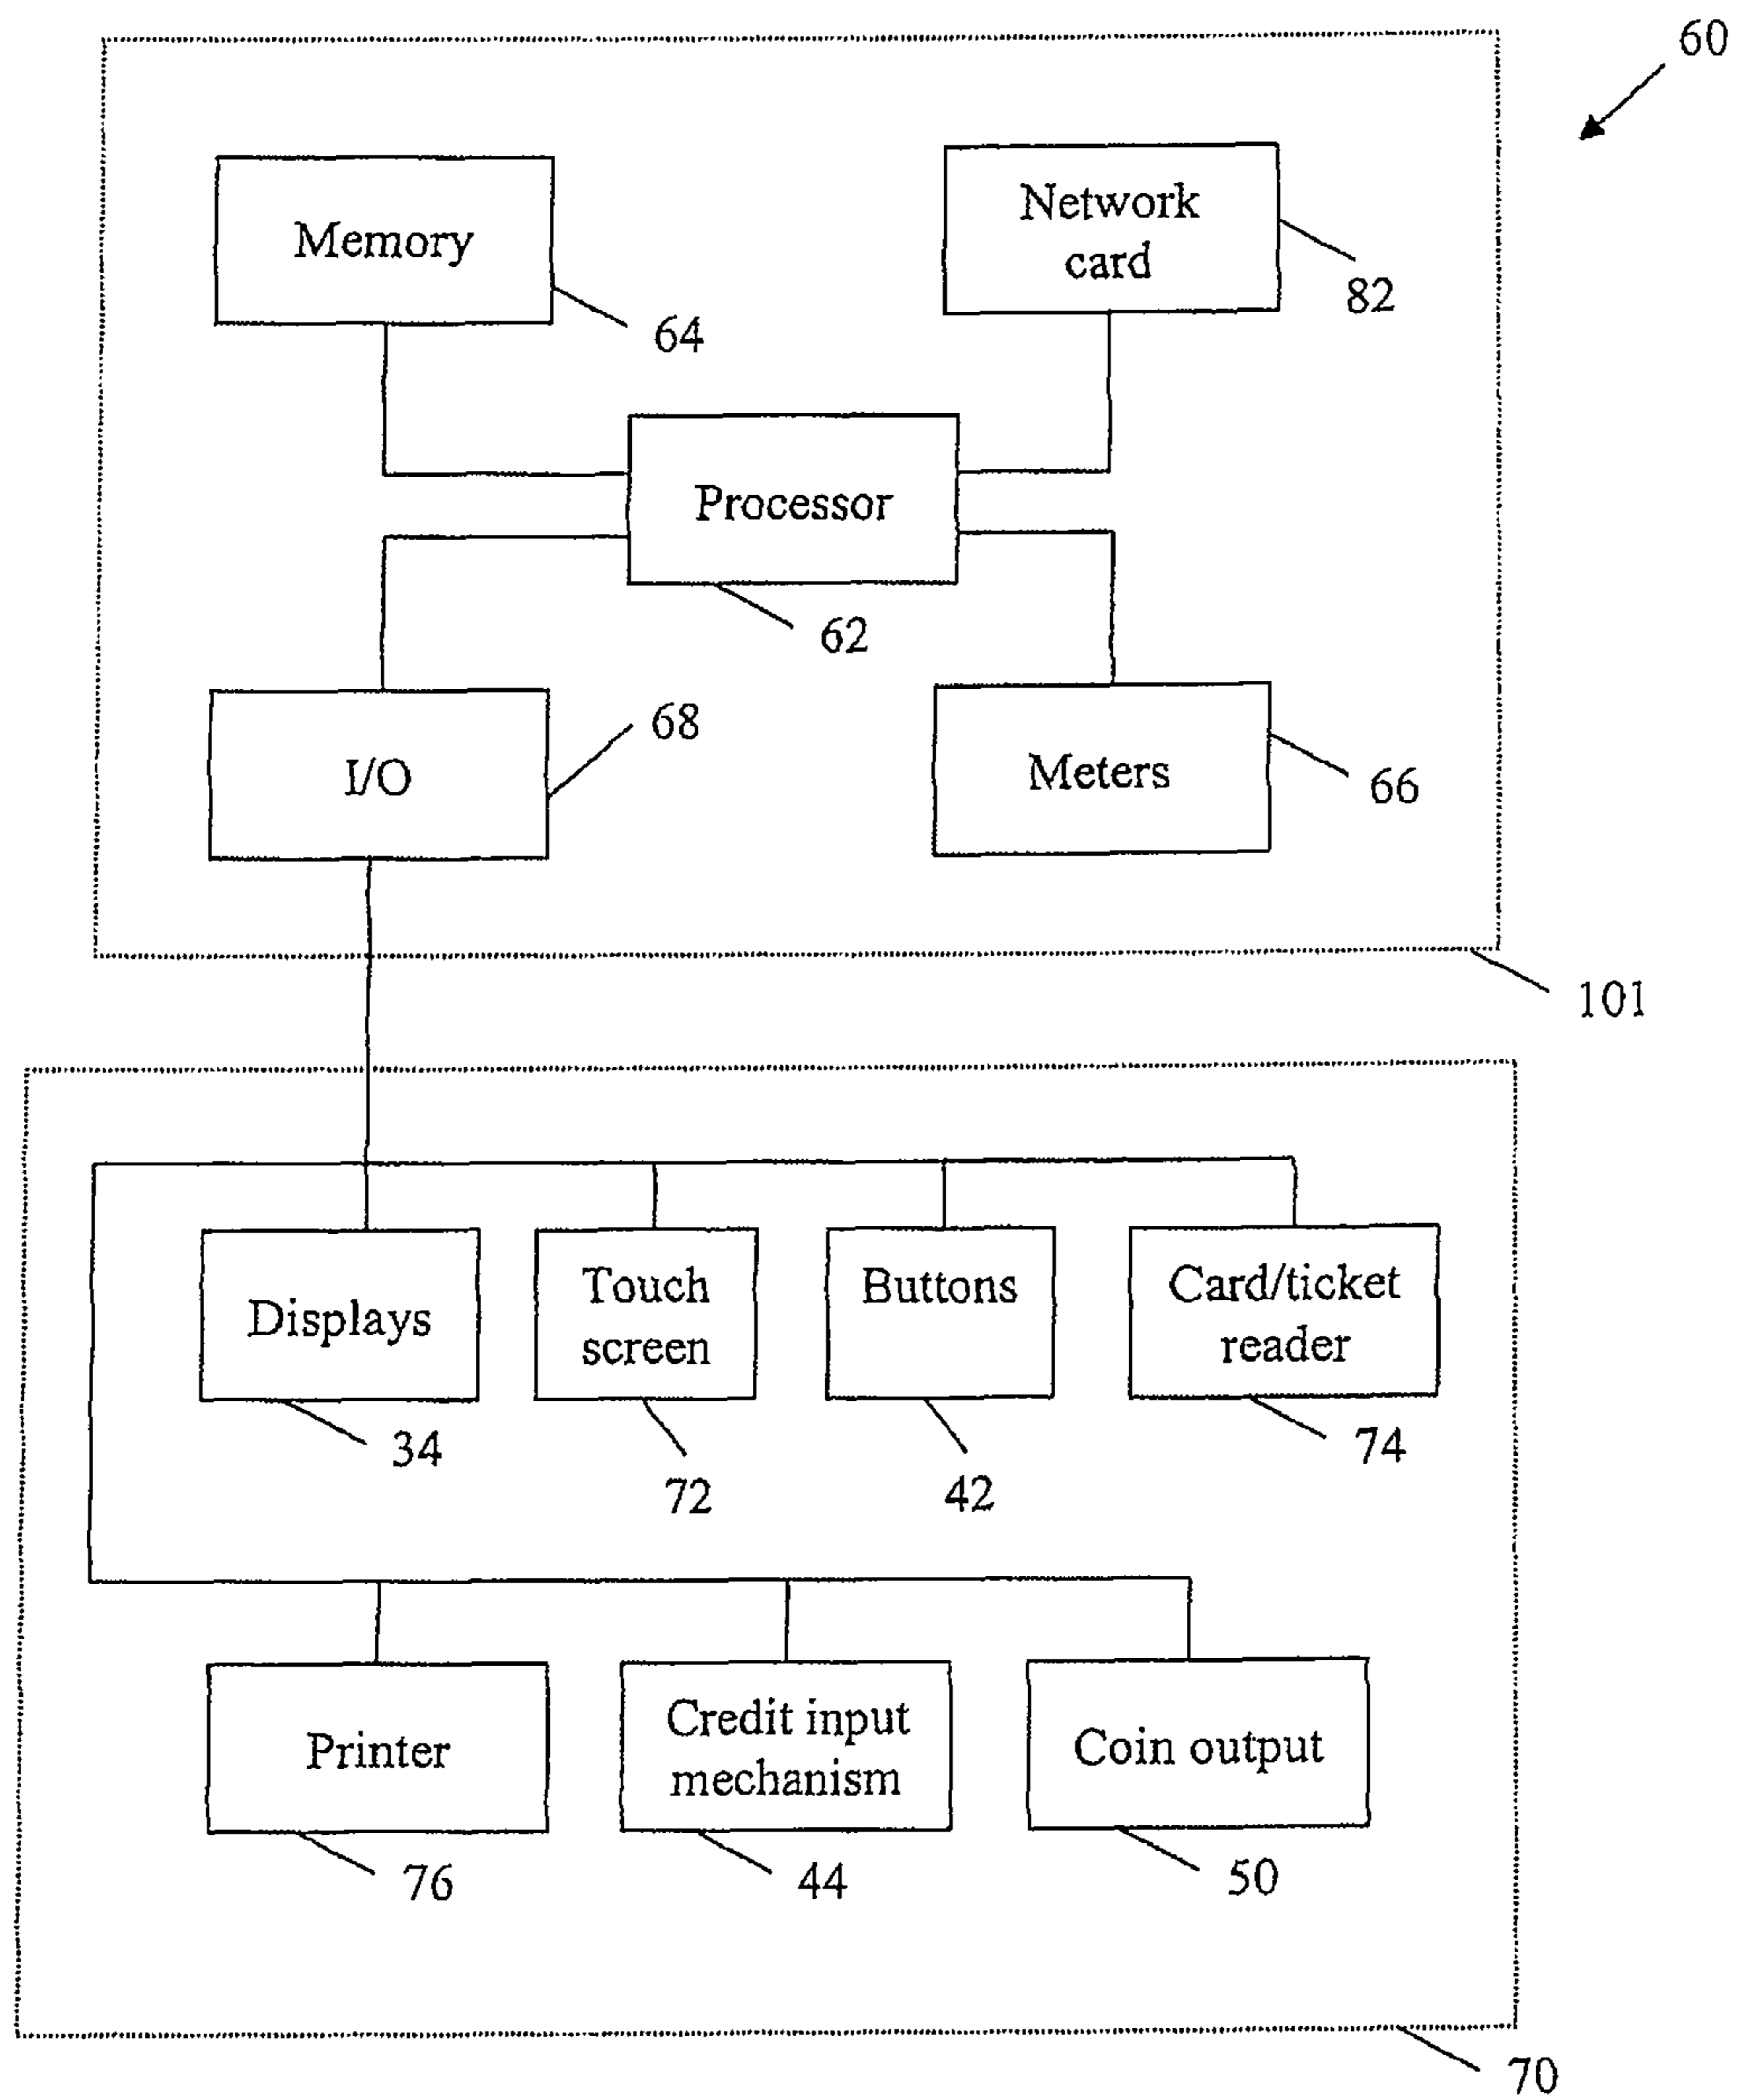 60
Memory
Network
card
82
64
Processor
62
68
I/O
Meters
66
101
Displays
Touch
screen
Buttons
Card/ticket
reader
34
72
42
74
Printer
Credit input
mechanism
Coin output
76
44
50
70